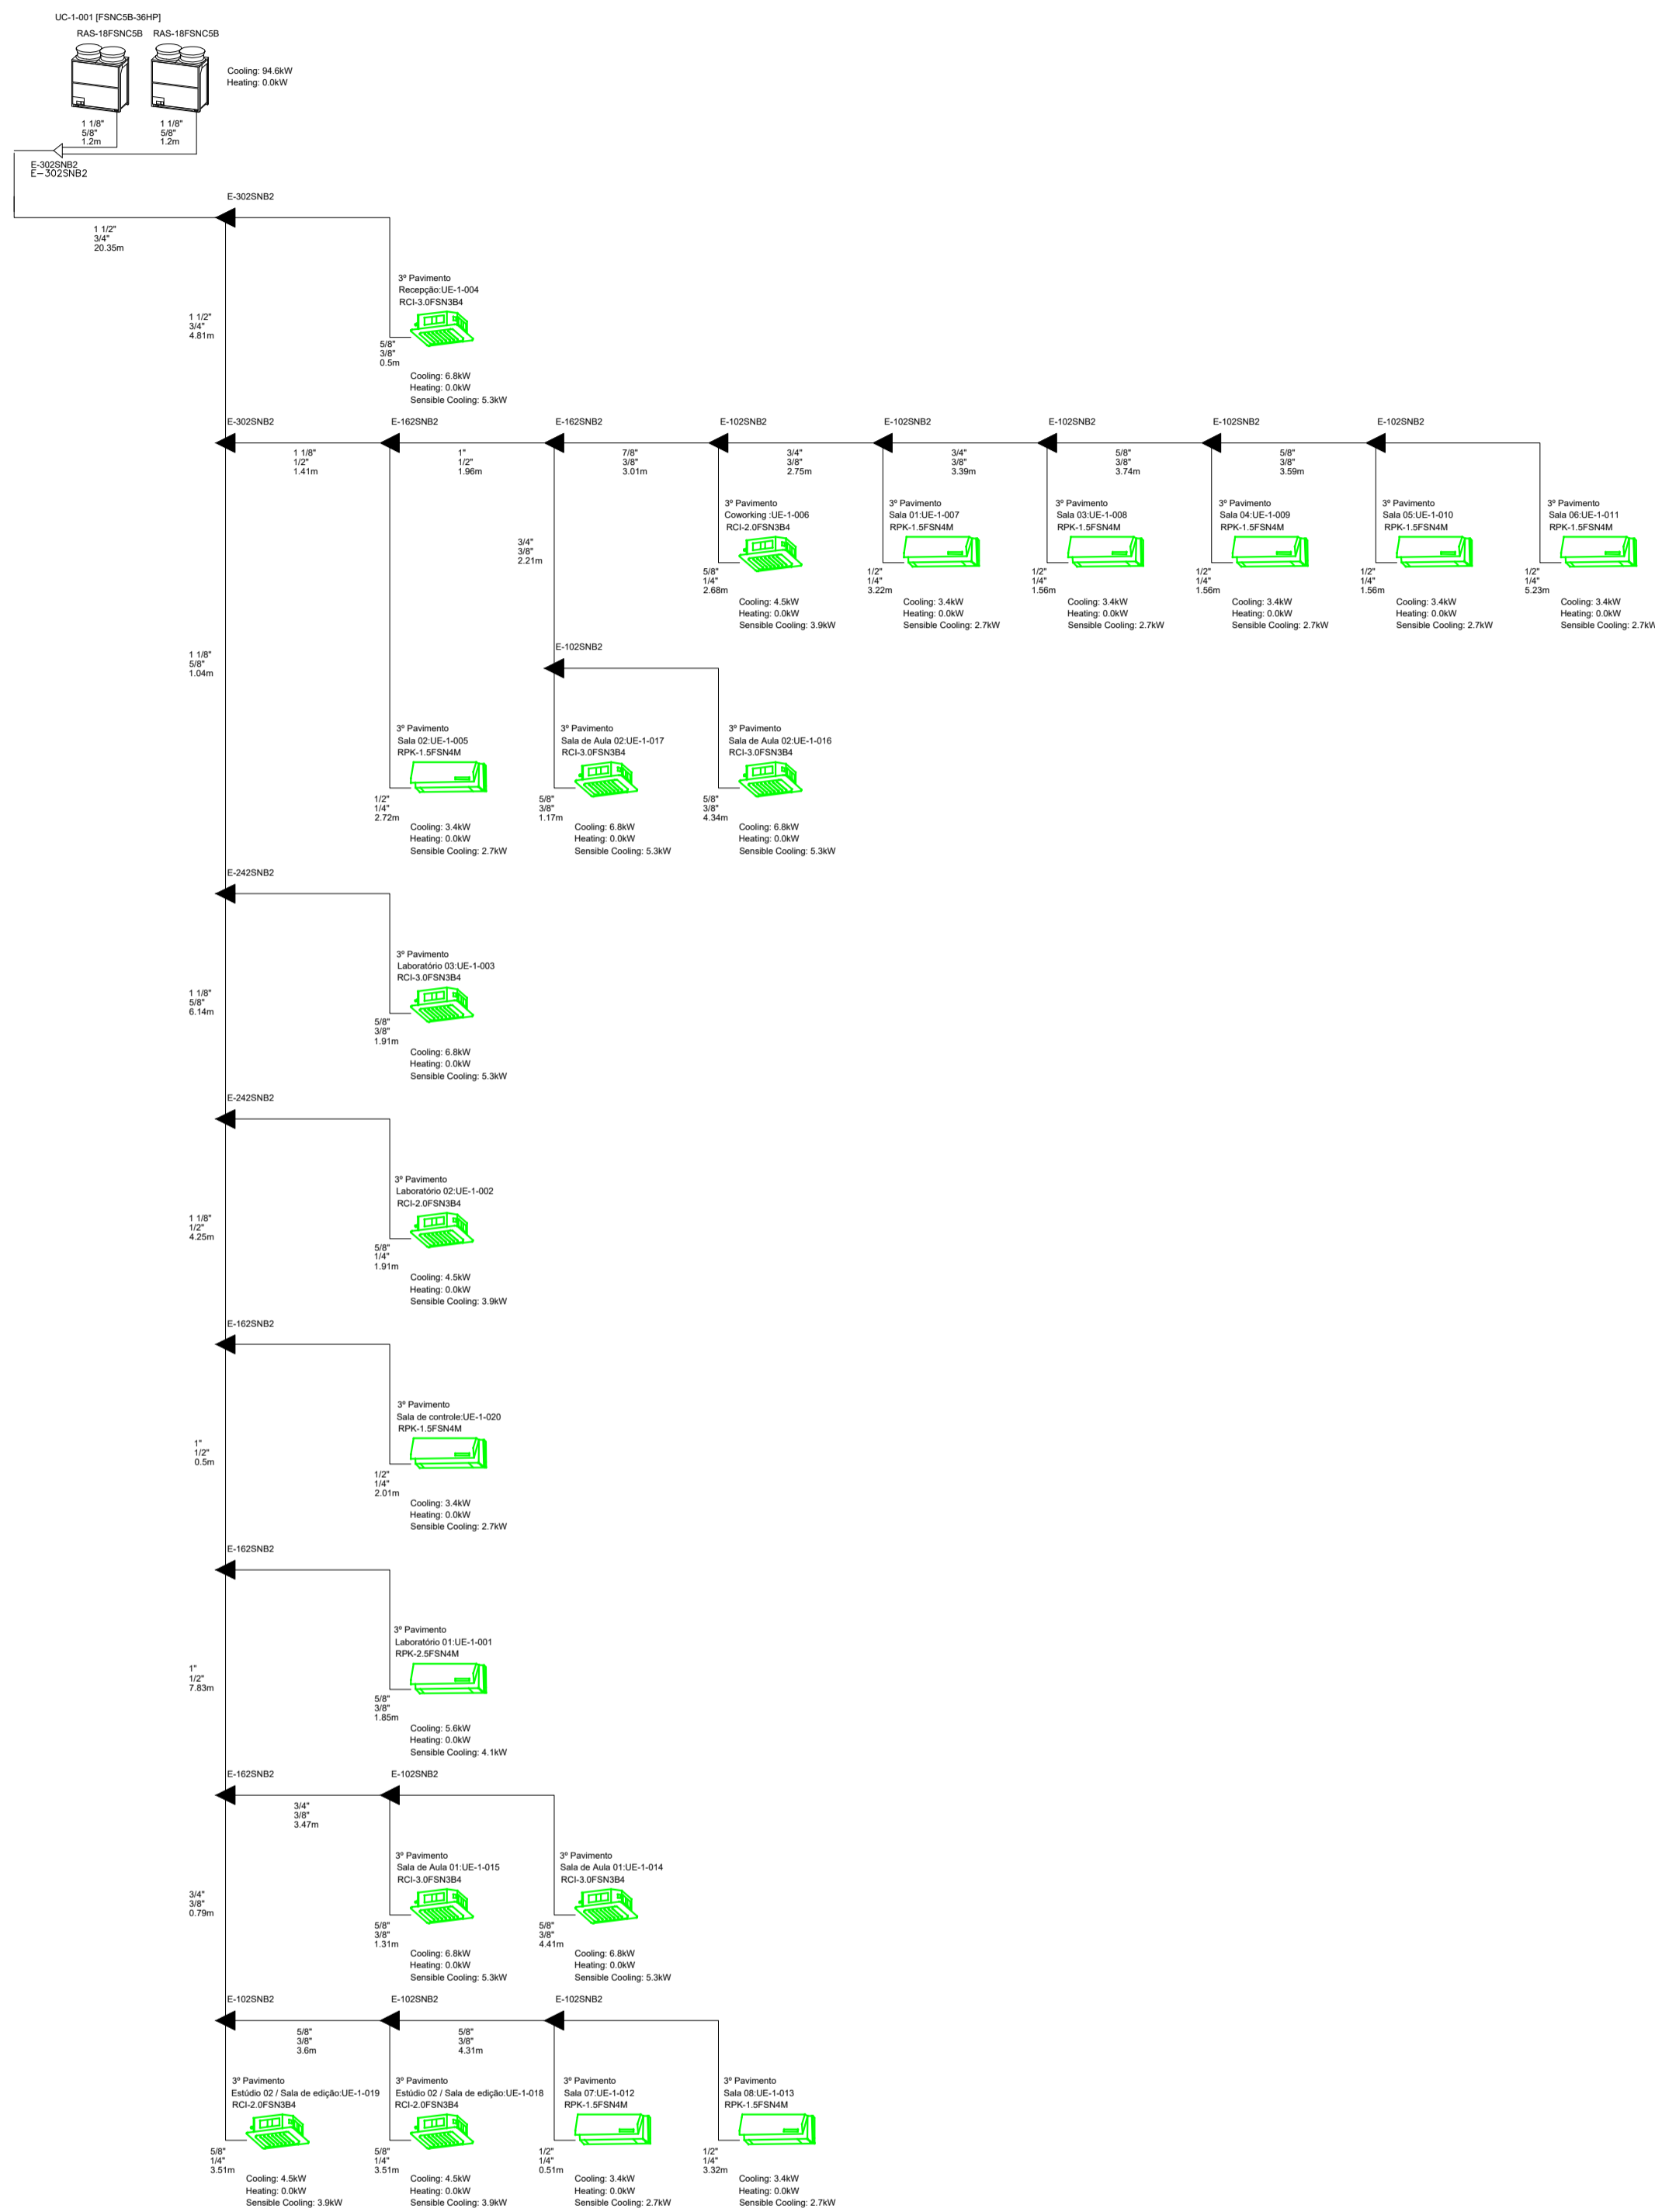 UC-1-001 [FSNC5B-36HP]
RAS-18FSNC5B
RAS-18FSNC5B
Cooling: 94.6kW
Heating: 0.0kW
1 1/8"
5/8"
1.2m
1 1/8"
5/8"
1.2m
E-302SNB2
E-302SNB2
E-302SNB2
1 1/2"
3/4"
20.35m
3º Pavimento
Recepção:UE-1-004
RCI-3.0FSN3B4
1 1/2"
3/4"
4.81m
5/8"
3/8"
0.5m
Cooling: 6.8kW
Heating: 0.0kW
Sensible Cooling: 5.3kW
E-302SNB2
E-162SNB2
E-162SNB2
E-102SNB2
E-102SNB2
E-102SNB2
E-102SNB2
E-102SNB2
1 1/8"
1/2"
1.41m
1"
1/2"
1.96m
7/8"
3/8"
3.01m
3/4"
3/8"
2.75m
3/4"
3/8"
3.39m
5/8"
3/8"
3.74m
5/8"
3/8"
3.59m
3º Pavimento
Coworking :UE-1-006
RCI-2.0FSN3B4
3º Pavimento
Sala 01:UE-1-007
RPK-1.5FSN4M
3º Pavimento
Sala 03:UE-1-008
RPK-1.5FSN4M
3º Pavimento
Sala 04:UE-1-009
RPK-1.5FSN4M
3º Pavimento
Sala 05:UE-1-010
RPK-1.5FSN4M
3º Pavimento
Sala 06:UE-1-011
RPK-1.5FSN4M
3/4"
3/8"
2.21m
5/8"
1/4"
2.68m
1/2"
1/4"
3.22m
1/2"
1/4"
1.56m
1/2"
1/4"
1.56m
1/2"
1/4"
1.56m
1/2"
1/4"
5.23m
Cooling: 4.5kW
Heating: 0.0kW
Sensible Cooling: 3.9kW
Cooling: 3.4kW
Heating: 0.0kW
Sensible Cooling: 2.7kW
Cooling: 3.4kW
Heating: 0.0kW
Sensible Cooling: 2.7kW
Cooling: 3.4kW
Heating: 0.0kW
Sensible Cooling: 2.7kW
Cooling: 3.4kW
Heating: 0.0kW
Sensible Cooling: 2.7kW
Cooling: 3.4kW
Heating: 0.0kW
Sensible Cooling: 2.7kW
E-102SNB2
1 1/8"
5/8"
1.04m
3º Pavimento
Sala 02:UE-1-005
RPK-1.5FSN4M
3º Pavimento
Sala de Aula 02:UE-1-017
RCI-3.0FSN3B4
3º Pavimento
Sala de Aula 02:UE-1-016
RCI-3.0FSN3B4
1/2"
1/4"
2.72m
5/8"
3/8"
1.17m
5/8"
3/8"
4.34m
Cooling: 3.4kW
Heating: 0.0kW
Sensible Cooling: 2.7kW
Cooling: 6.8kW
Heating: 0.0kW
Sensible Cooling: 5.3kW
Cooling: 6.8kW
Heating: 0.0kW
Sensible Cooling: 5.3kW
E-242SNB2
3º Pavimento
Laboratório 03:UE-1-003
RCI-3.0FSN3B4
1 1/8"
5/8"
6.14m
5/8"
3/8"
1.91m
Cooling: 6.8kW
Heating: 0.0kW
Sensible Cooling: 5.3kW
E-242SNB2
3º Pavimento
Laboratório 02:UE-1-002
RCI-2.0FSN3B4
1 1/8"
1/2"
4.25m
5/8"
1/4"
1.91m
Cooling: 4.5kW
Heating: 0.0kW
Sensible Cooling: 3.9kW
E-162SNB2
3º Pavimento
Sala de controle:UE-1-020
RPK-1.5FSN4M
1"
1/2"
0.5m
1/2"
1/4"
2.01m
Cooling: 3.4kW
Heating: 0.0kW
Sensible Cooling: 2.7kW
E-162SNB2
3º Pavimento
Laboratório 01:UE-1-001
RPK-2.5FSN4M
1"
1/2"
7.83m
5/8"
3/8"
1.85m
Cooling: 5.6kW
Heating: 0.0kW
Sensible Cooling: 4.1kW
E-162SNB2
E-102SNB2
3/4"
3/8"
3.47m
3º Pavimento
Sala de Aula 01:UE-1-015
RCI-3.0FSN3B4
3º Pavimento
Sala de Aula 01:UE-1-014
RCI-3.0FSN3B4
3/4"
3/8"
0.79m
5/8"
3/8"
1.31m
5/8"
3/8"
4.41m
Cooling: 6.8kW
Heating: 0.0kW
Sensible Cooling: 5.3kW
Cooling: 6.8kW
Heating: 0.0kW
Sensible Cooling: 5.3kW
E-102SNB2
E-102SNB2
E-102SNB2
5/8"
3/8"
3.6m
5/8"
3/8"
4.31m
3º Pavimento
Estúdio 02 / Sala de edição:UE-1-019
RCI-2.0FSN3B4
3º Pavimento
Estúdio 02 / Sala de edição:UE-1-018
RCI-2.0FSN3B4
3º Pavimento
Sala 07:UE-1-012
RPK-1.5FSN4M
3º Pavimento
Sala 08:UE-1-013
RPK-1.5FSN4M
5/8"
1/4"
3.51m
5/8"
1/4"
3.51m
1/2"
1/4"
0.51m
1/2"
1/4"
3.32m
Cooling: 4.5kW
Heating: 0.0kW
Sensible Cooling: 3.9kW
Cooling: 4.5kW
Heating: 0.0kW
Sensible Cooling: 3.9kW
Cooling: 3.4kW
Heating: 0.0kW
Sensible Cooling: 2.7kW
Cooling: 3.4kW
Heating: 0.0kW
Sensible Cooling: 2.7kW